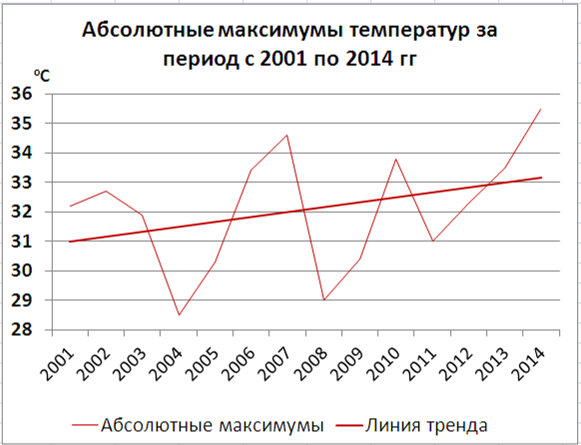 Абсолютные максимумы температур за
период с 2001 по 2014 гг
ºС
36
35
34
33
32
31
30
29
28
2001 2002 2003 2004 2005 2006 2007 2008 2009 2010 2011 2012 2013 2014
Абсолютные максимумы Линия тренда